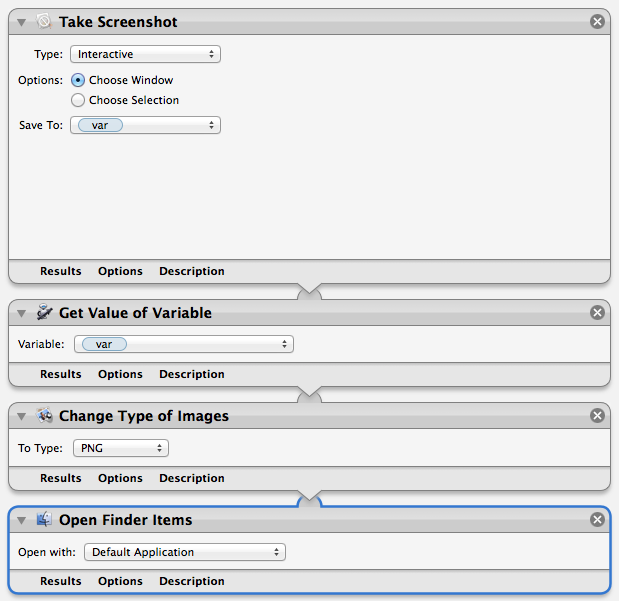 Take Screenshot
Type: Interactive
Options: Choose Window
Choose Selection
Save To: var
Results Options Description
Get Value of Variable
Variable: var
Results Options Description
Change Type of Images
To Type: PNG
Results Options Description
Open Finder Items
Open with: Default Application
Results Options Description